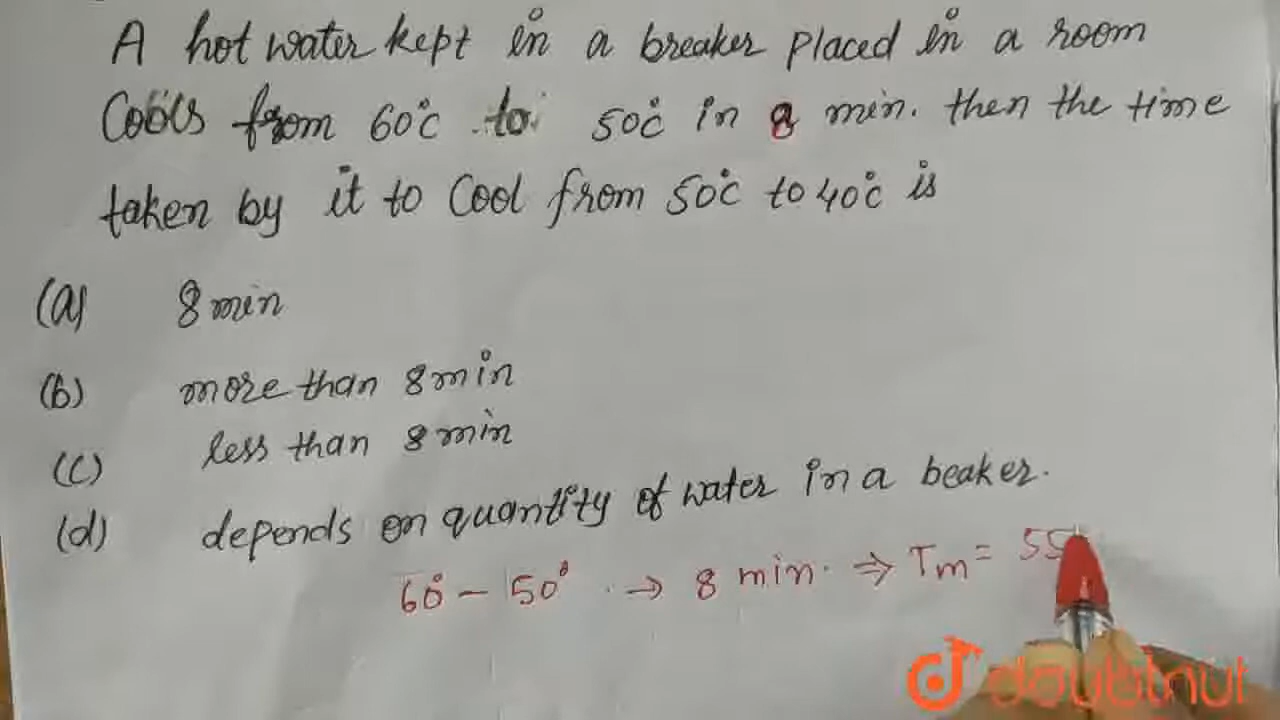 A hot water kept in a breaker placed in a room
Cools from 60°C to 50°C in 8 min. then the time
taken by it to Cool from 50°C to 40°C is
(a) 8 min
(b) more than 8 min
(c) less than 8 min
(d) depends on quantity of water in a beaker.
60° - 50° → 8 min. ⇒ Tm = 55
doubtnut